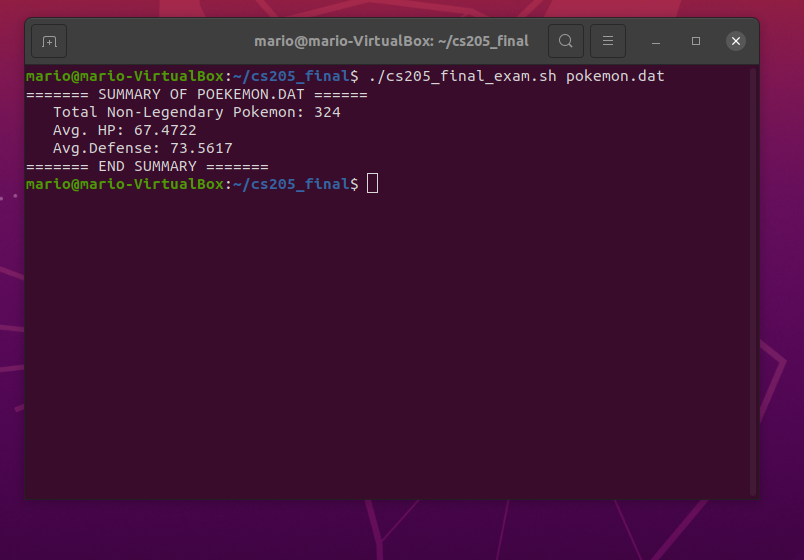 mario@mario-VirtualBox: ~/cs205_final
mario@mario-VirtualBox:~/cs205_final$ ./cs205_final_exam.sh pokemon.dat
======= SUMMARY OF POEKEMON.DAT ======
   Total Non-Legendary Pokemon: 324
   Avg. HP: 67.4722
   Avg.Defense: 73.5617
======= END SUMMARY =======
mario@mario-VirtualBox:~/cs205_final$